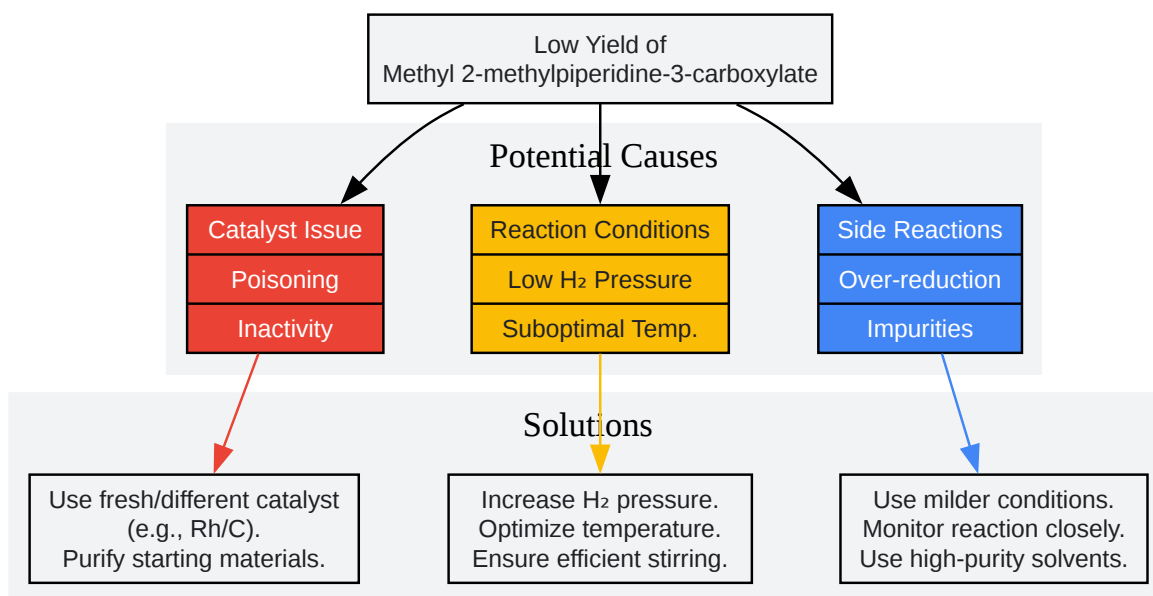 Low Yield of
Methyl 2-methylpiperidine-3-carboxylate
Potential Causes
Catalyst Issue
Poisoning
Inactivity
Reaction Conditions
Low H₂ Pressure
Suboptimal Temp.
Side Reactions
Over-reduction
Impurities
Solutions
Use fresh/different catalyst
(e.g., Rh/C).
Purify starting materials.
Increase H₂ pressure.
Optimize temperature.
Ensure efficient stirring.
Use milder conditions.
Monitor reaction closely.
Use high-purity solvents.